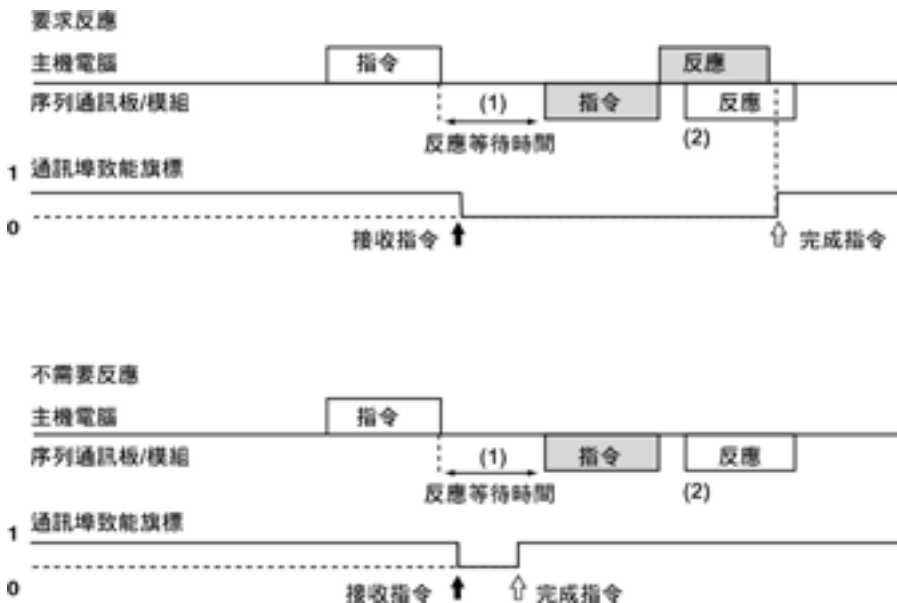 要求反應
主機電腦 指令 反應
序列通訊板/模組 (1) 指令 反應
反應等待時間 (2)
1 通訊埠致能旗標
0
接收指令 完成指令
不需要反應
主機電腦 指令
序列通訊板/模組 (1) 指令 反應
反應等待時間 (2)
1 通訊埠致能旗標
0
接收指令 完成指令